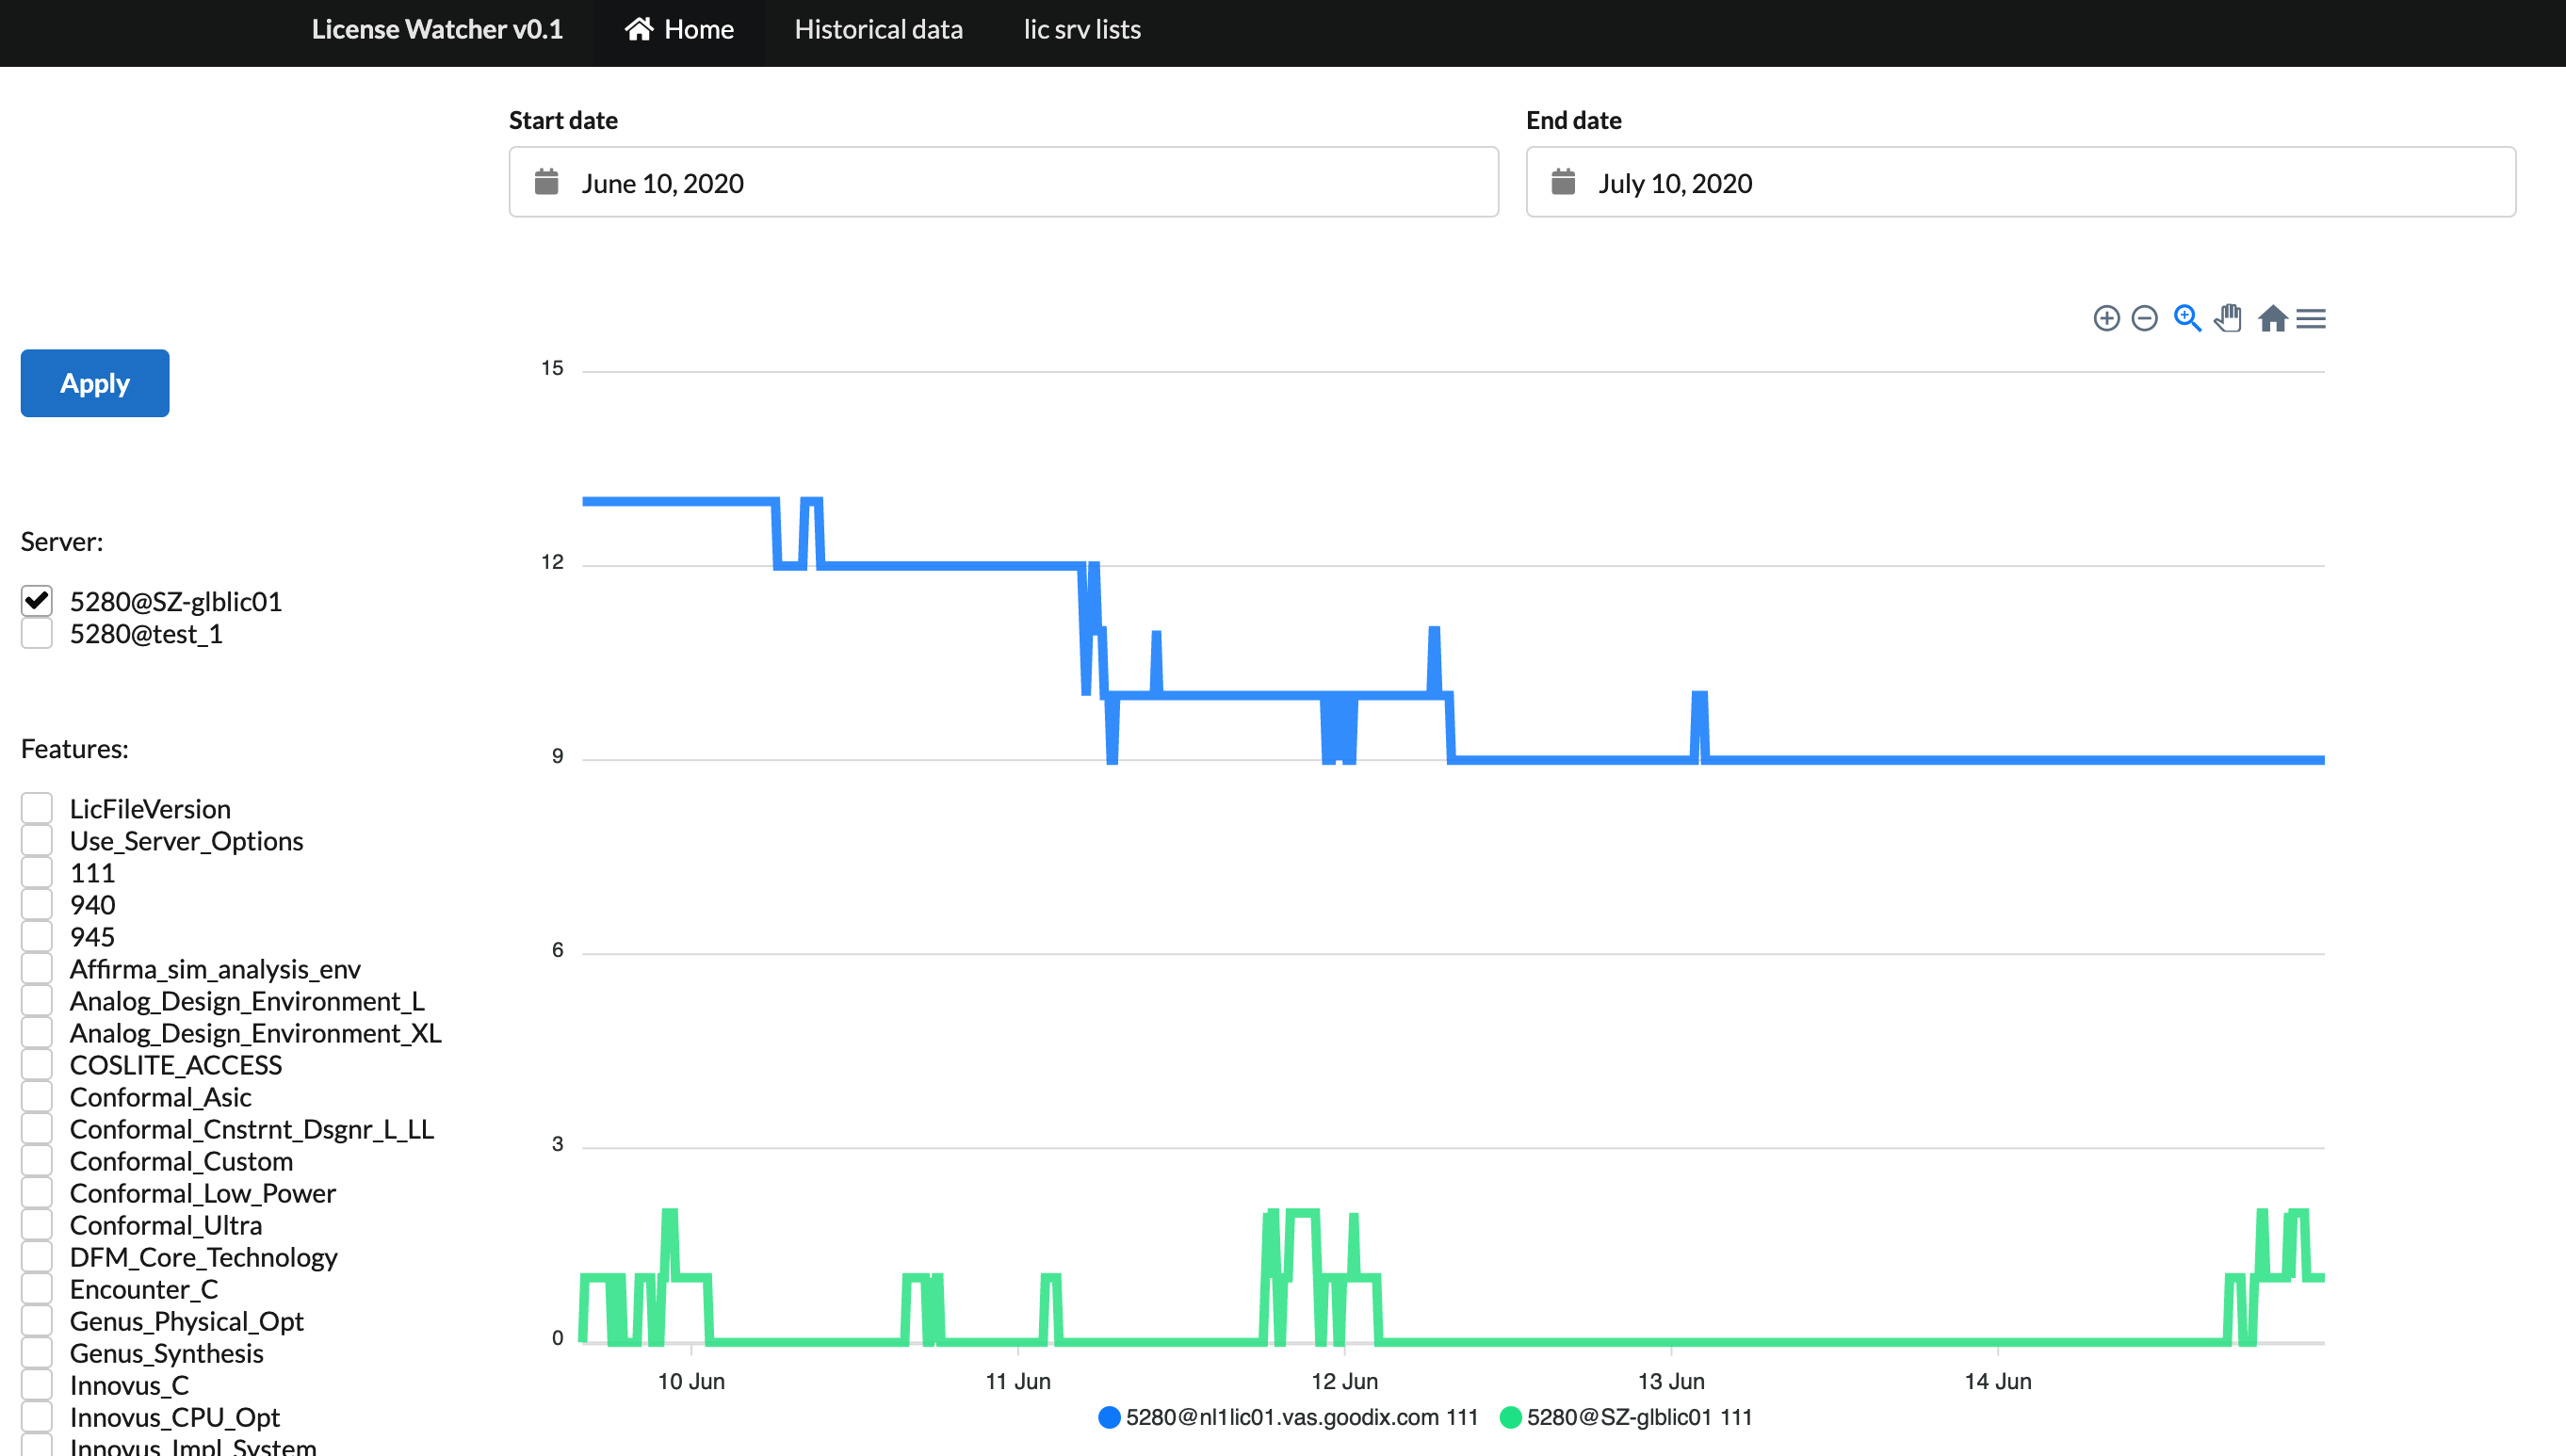 License Watcher v0.1 Home Historical data lic srv lists
Start date End date
June 10, 2020 July 10, 2020
Apply
Server:
5280@SZ-glblic01
5280@test_1
Features:
LicFileVersion
Use_Server_Options
111
940
945
Affirma_sim_analysis_env
Analog_Design_Environment_L
Analog_Design_Environment_XL
COSLITE_ACCESS
Conformal_Asic
Conformal_Cnstrnt_Dsgnr_L_LL
Conformal_Custom
Conformal_Low_Power
Conformal_Ultra
DFM_Core_Technology
Encounter_C
Genus_Physical_Opt
Genus_Synthesis
Innovus_C
Innovus_CPU_Opt
Innovus_Impl_System
15
12
9
6
3
0
10 Jun 11 Jun 12 Jun 13 Jun 14 Jun
5280@nl1lic01.vas.goodix.com 111 5280@SZ-glblic01 111